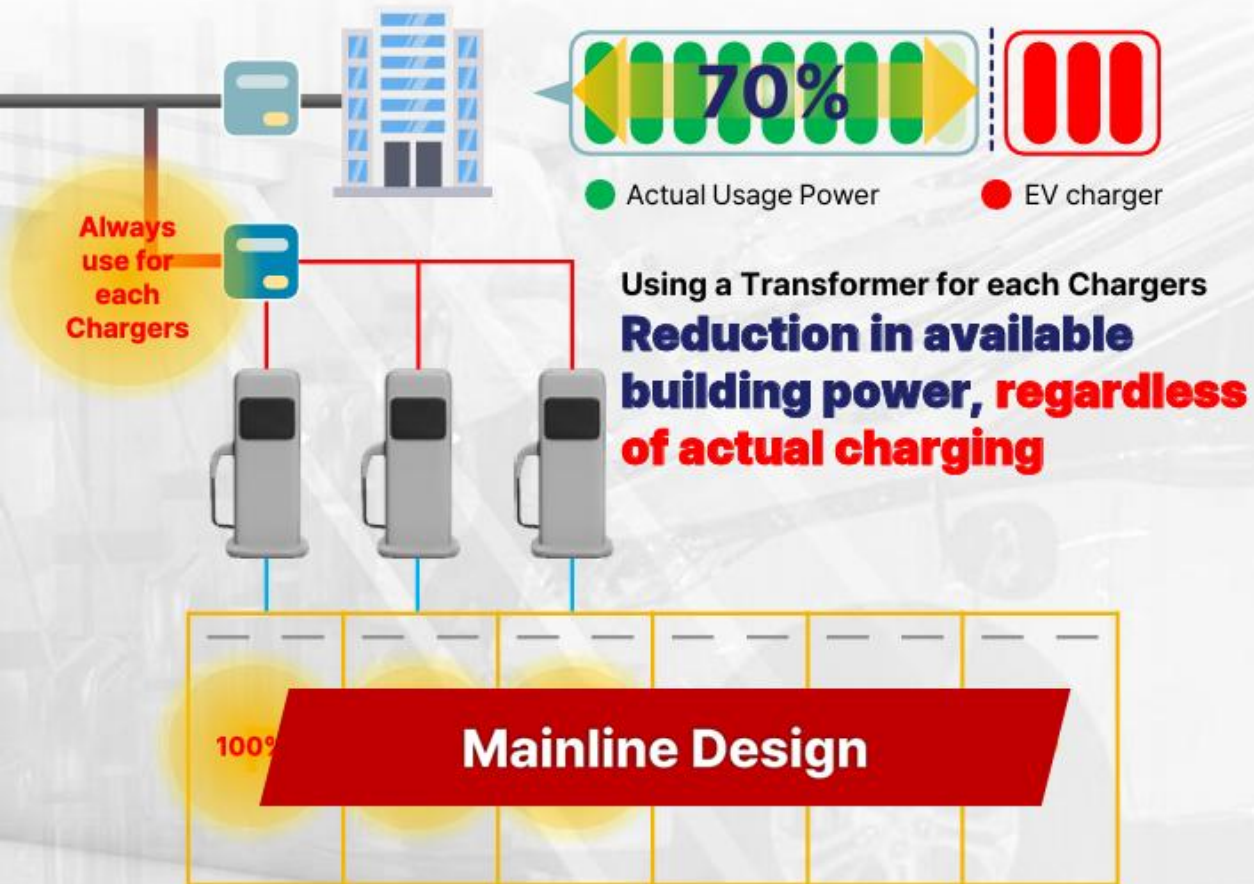 70%
Actual Usage Power
EV charger
Always
use for
each
Chargers
Using a Transformer for each Chargers
Reduction in available
building power, regardless
of actual charging
100%
Mainline Design